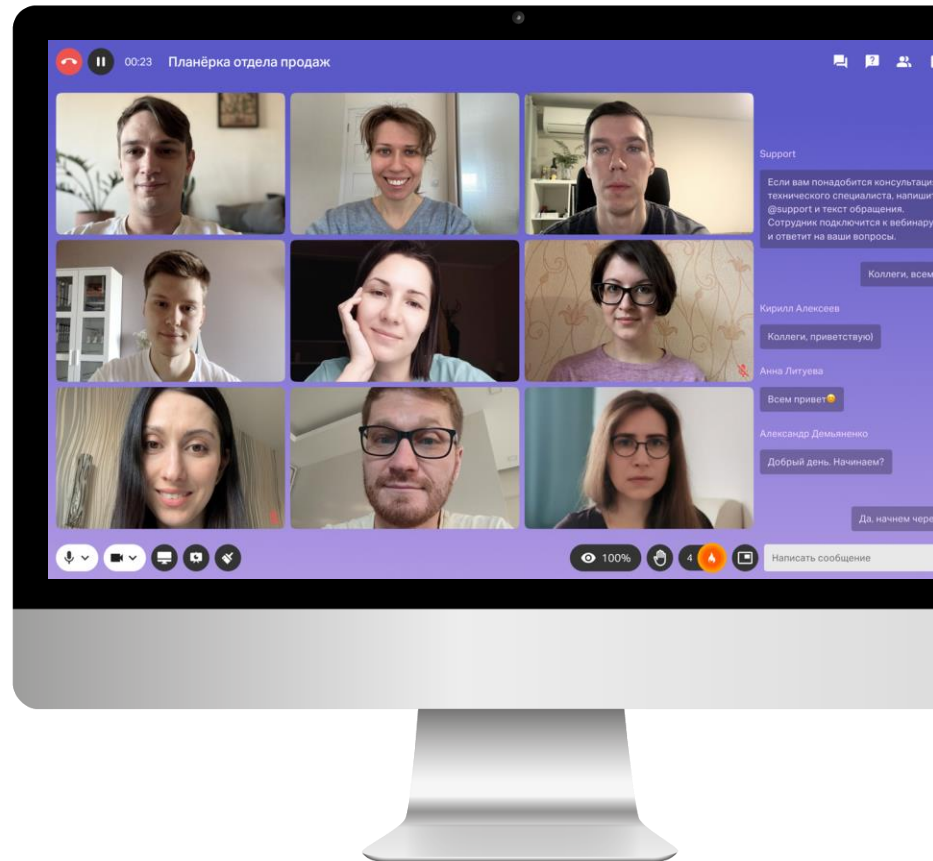 00:23 Планёрка отдела продаж
Support
Если вам понадобится консультация
технического специалиста, напишит
@support и текст обращения.
Сотрудник подключится к вебинару
и ответит на ваши вопросы.
Коллеги, всем
Кирилл Алексеев
Коллеги, приветствую)
Анна Литуева
Всем привет
Александр Демьяненко
Добрый день. Начинаем?
Да, начнем чере
100%
4
Написать сообщение